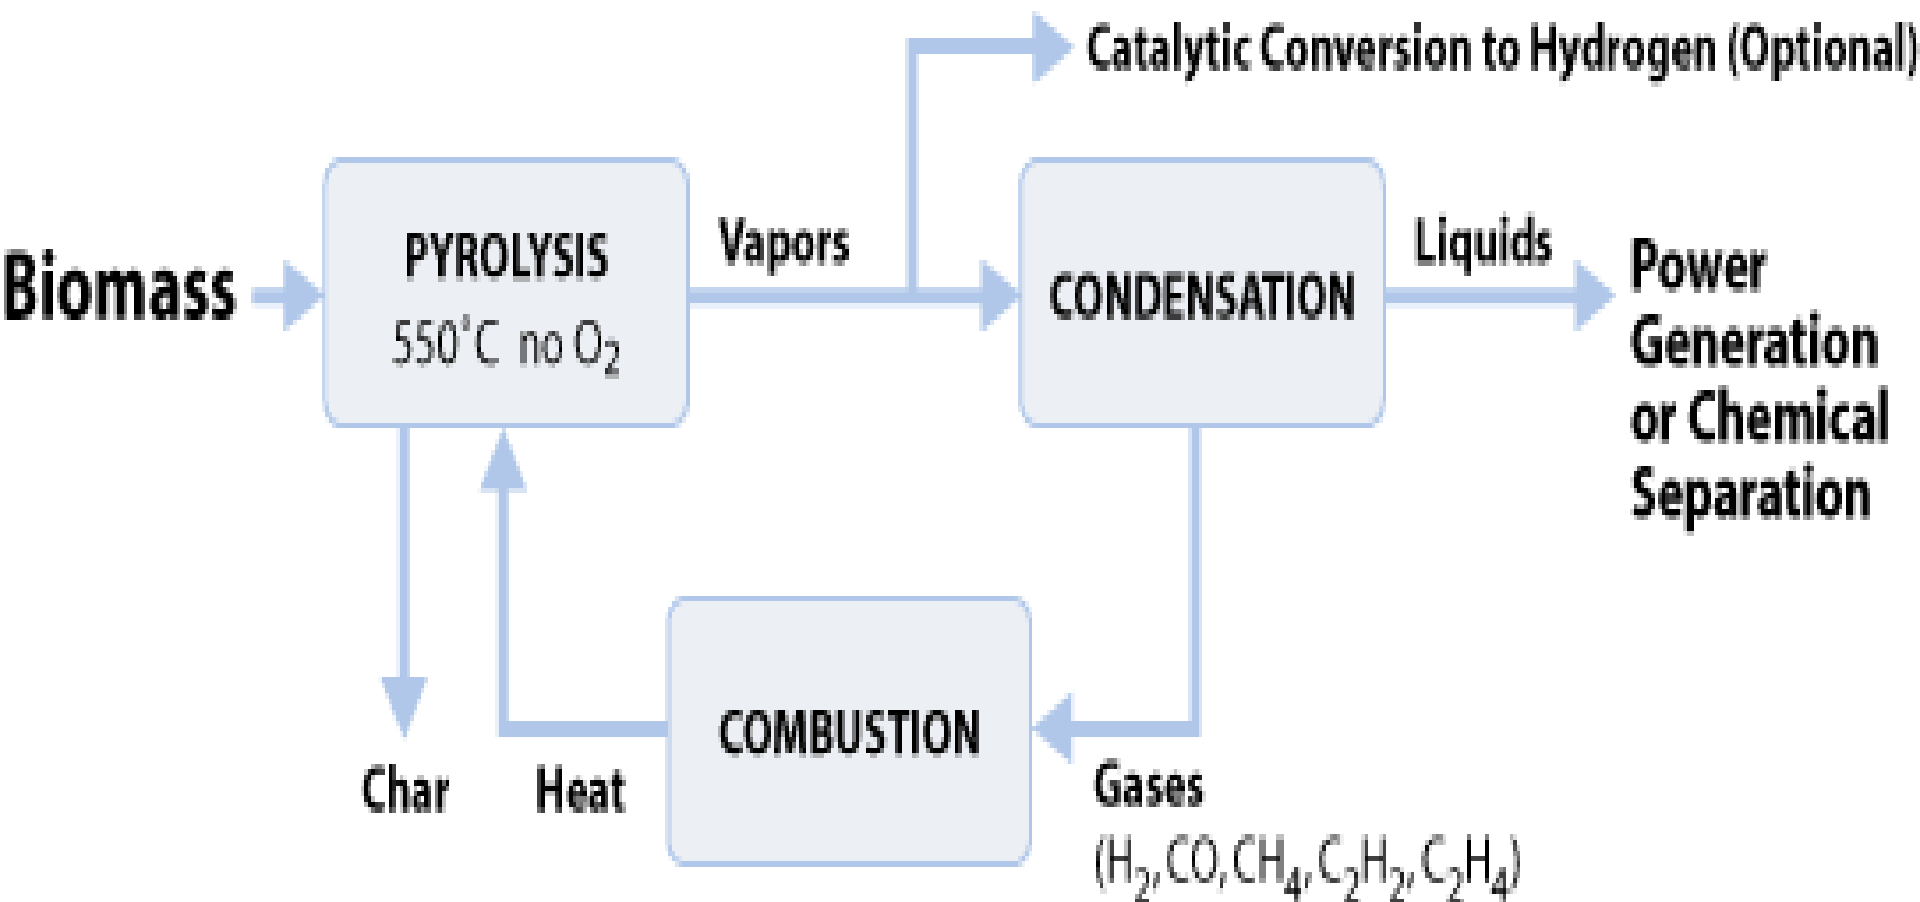 Catalytic Conversion to Hydrogen (Optional)
Biomass
PYROLYSIS
550°C no O₂
Vapors
CONDENSATION
Liquids
Power
Generation
or Chemical
Separation
Char
Heat
COMBUSTION
Gases
(H₂,CO,CH₄,C₂H₂,C₂H₄)